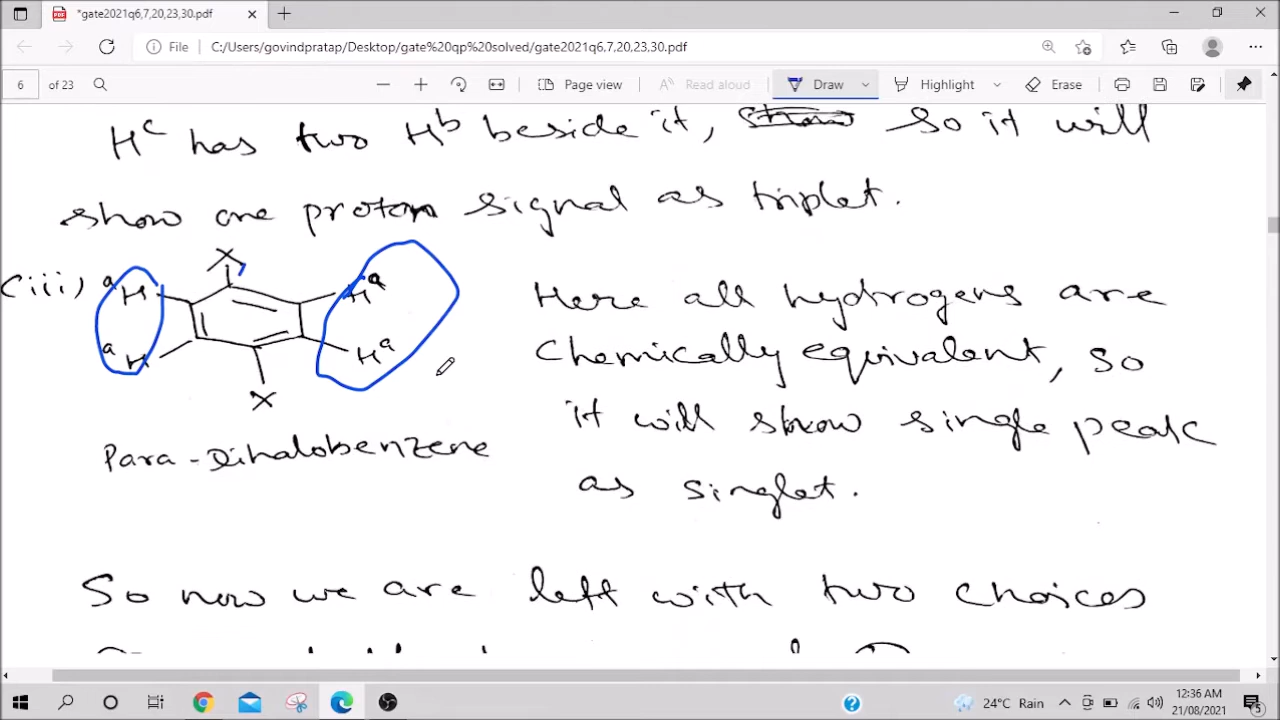 *gate2021q6,7,20,23,30.pdf
File C:/Users/govindpratap/Desktop/gate%20qp%20solved/gate2021q6,7,20,23,30.pdf
6 of 23 Page view Read aloud Draw Highlight Erase
Hc has two Hb beside it, so it will
show one proton signal as triplet.
(iii) a H X H a
a H H a
X
Para-Dihalobenzene
Here all hydrogens are
chemically equivalent, so
it will show single peak
as singlet.
So now we are left with two choices
24°C Rain
12:36 AM
21/08/2021
5